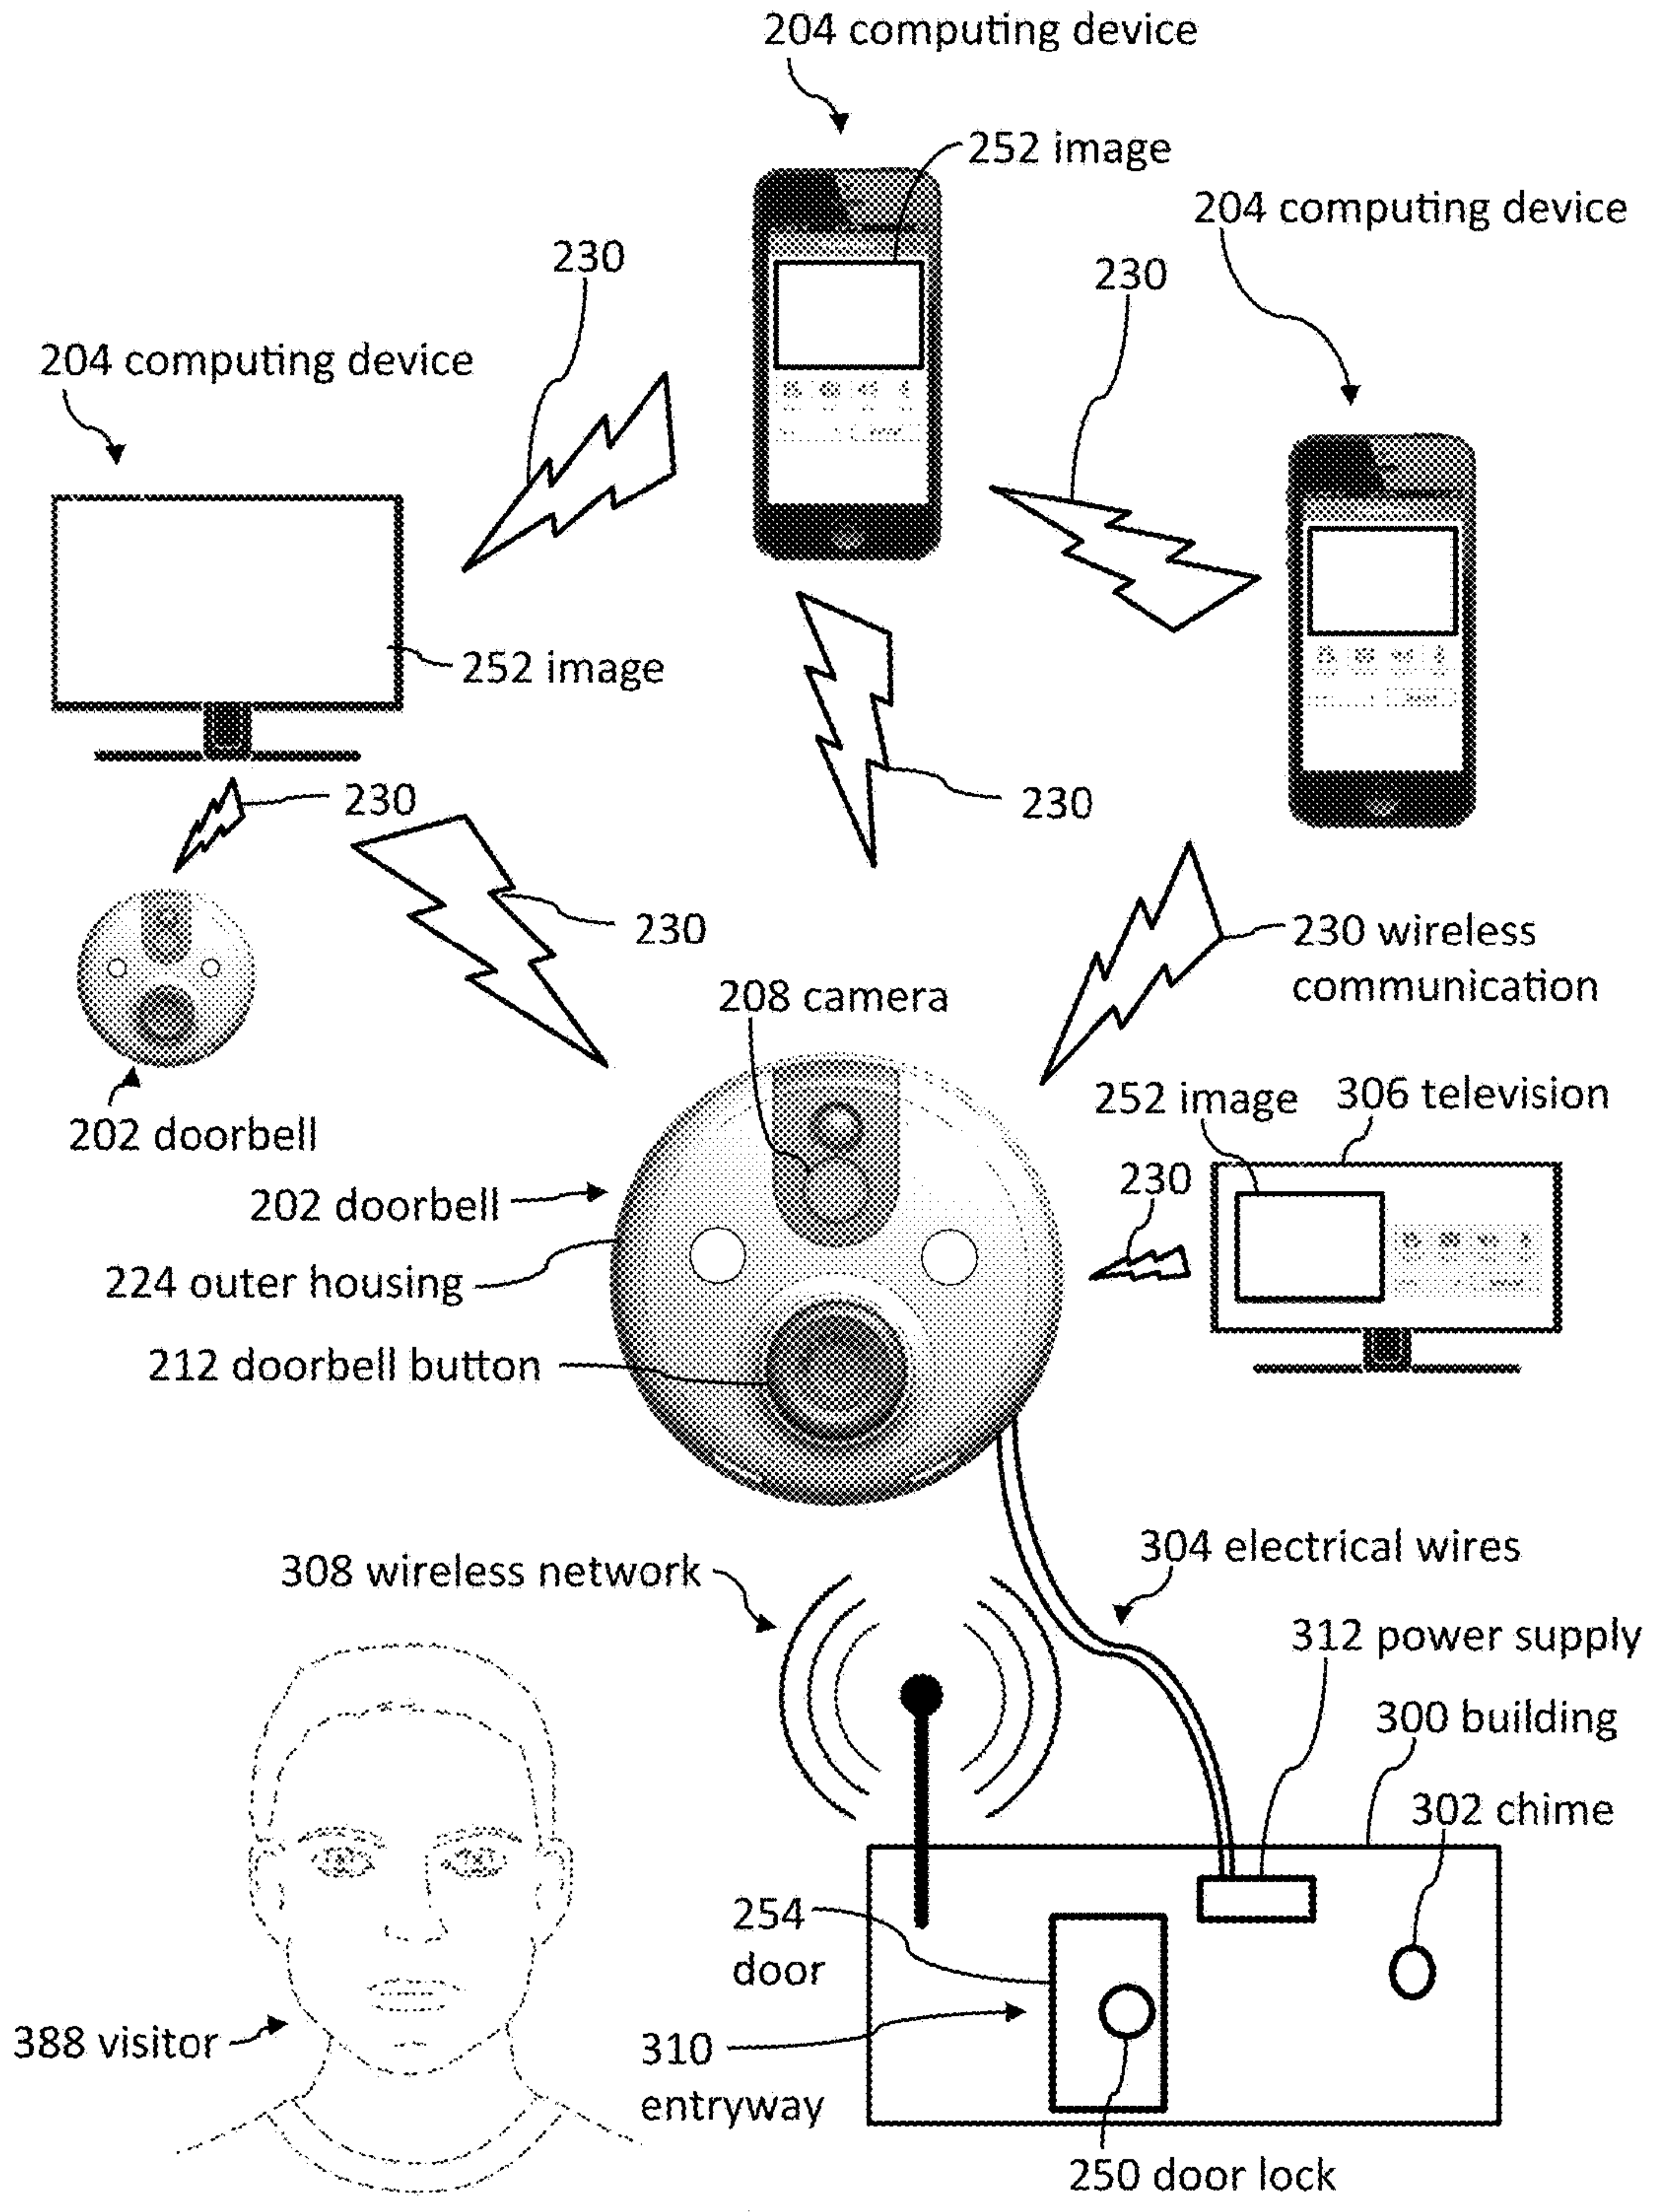 204 computing device
252 image
204 computing device
230
230
204 computing device
252 image
230
230
230
230 wireless
communication
208 camera
252 image
306 television
202 doorbell
230
202 doorbell
224 outer housing
212 doorbell button
304 electrical wires
308 wireless network
312 power supply
300 building
302 chime
254
door
388 visitor
310
entryway
250 door lock